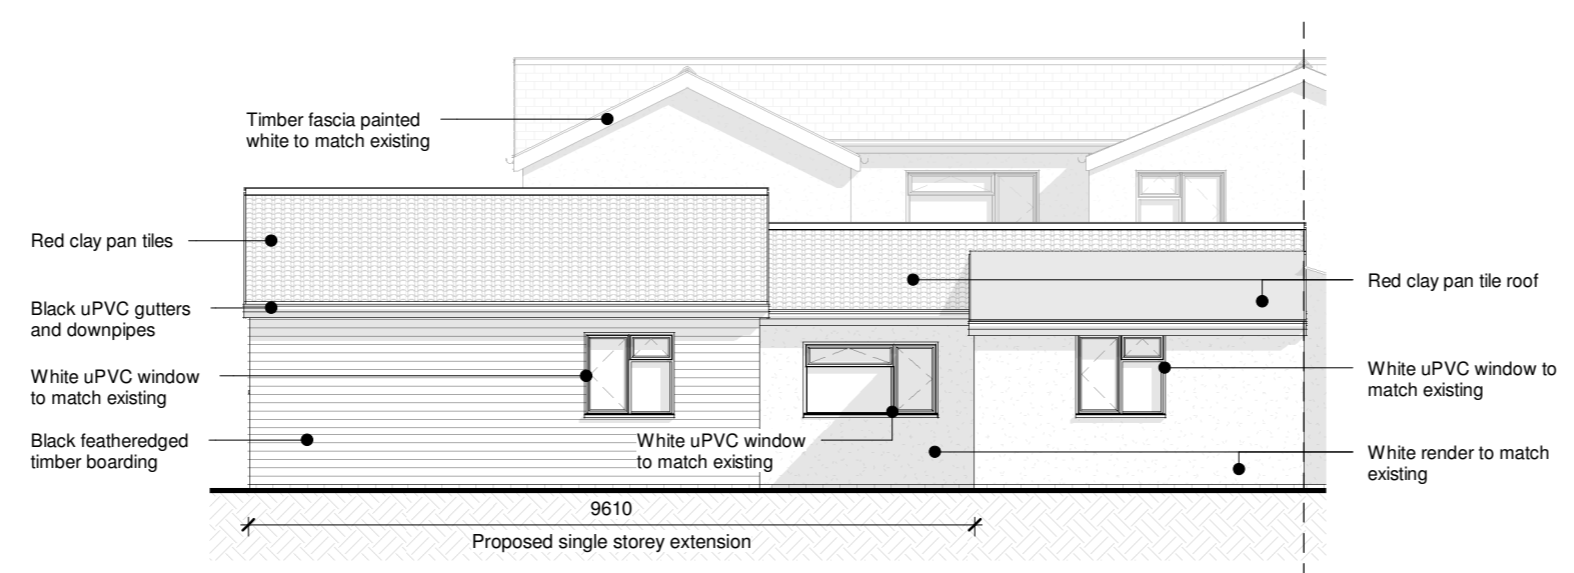 Timber fascia painted
white to match existing
Red clay pan tiles
Red clay pan tile roof
Black uPVC gutters
and downpipes
White uPVC window
to match existing
White uPVC window to
match existing
Black featheredged
timber boarding
White uPVC window
to match existing
White render to match
existing
9610
Proposed single storey extension